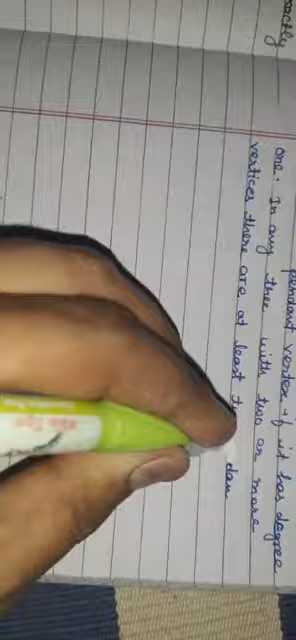 exactly
pendant vertex if it has degree
one. In any tree with two or more
vertices there are at least